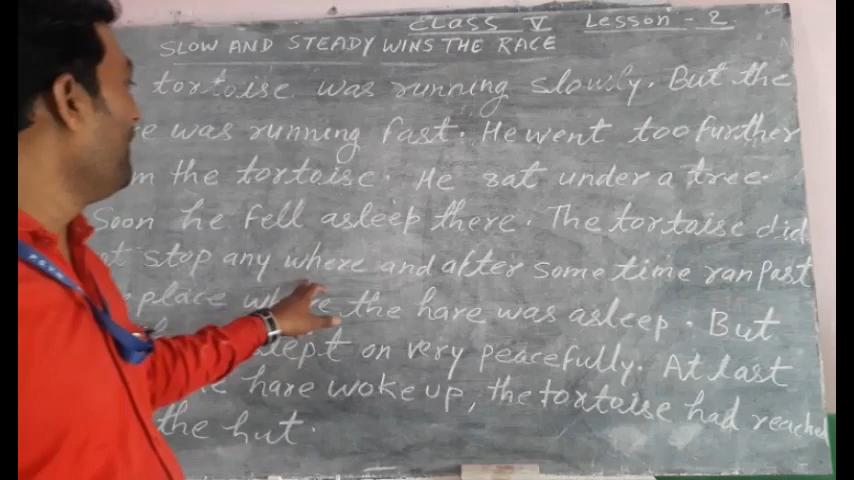 CLASS V Lesson - 2
SLOW AND STEADY WINS THE RACE
tortoise was running slowly. But the
was running fast. He went too further
the tortoise. He sat under a tree.
Soon he fell asleep there. The tortoise did
stop any where and after some time ran past
place where the hare was asleep. But
slept on very peacefully. At last
hare woke up, the tortoise had reached
the hut.